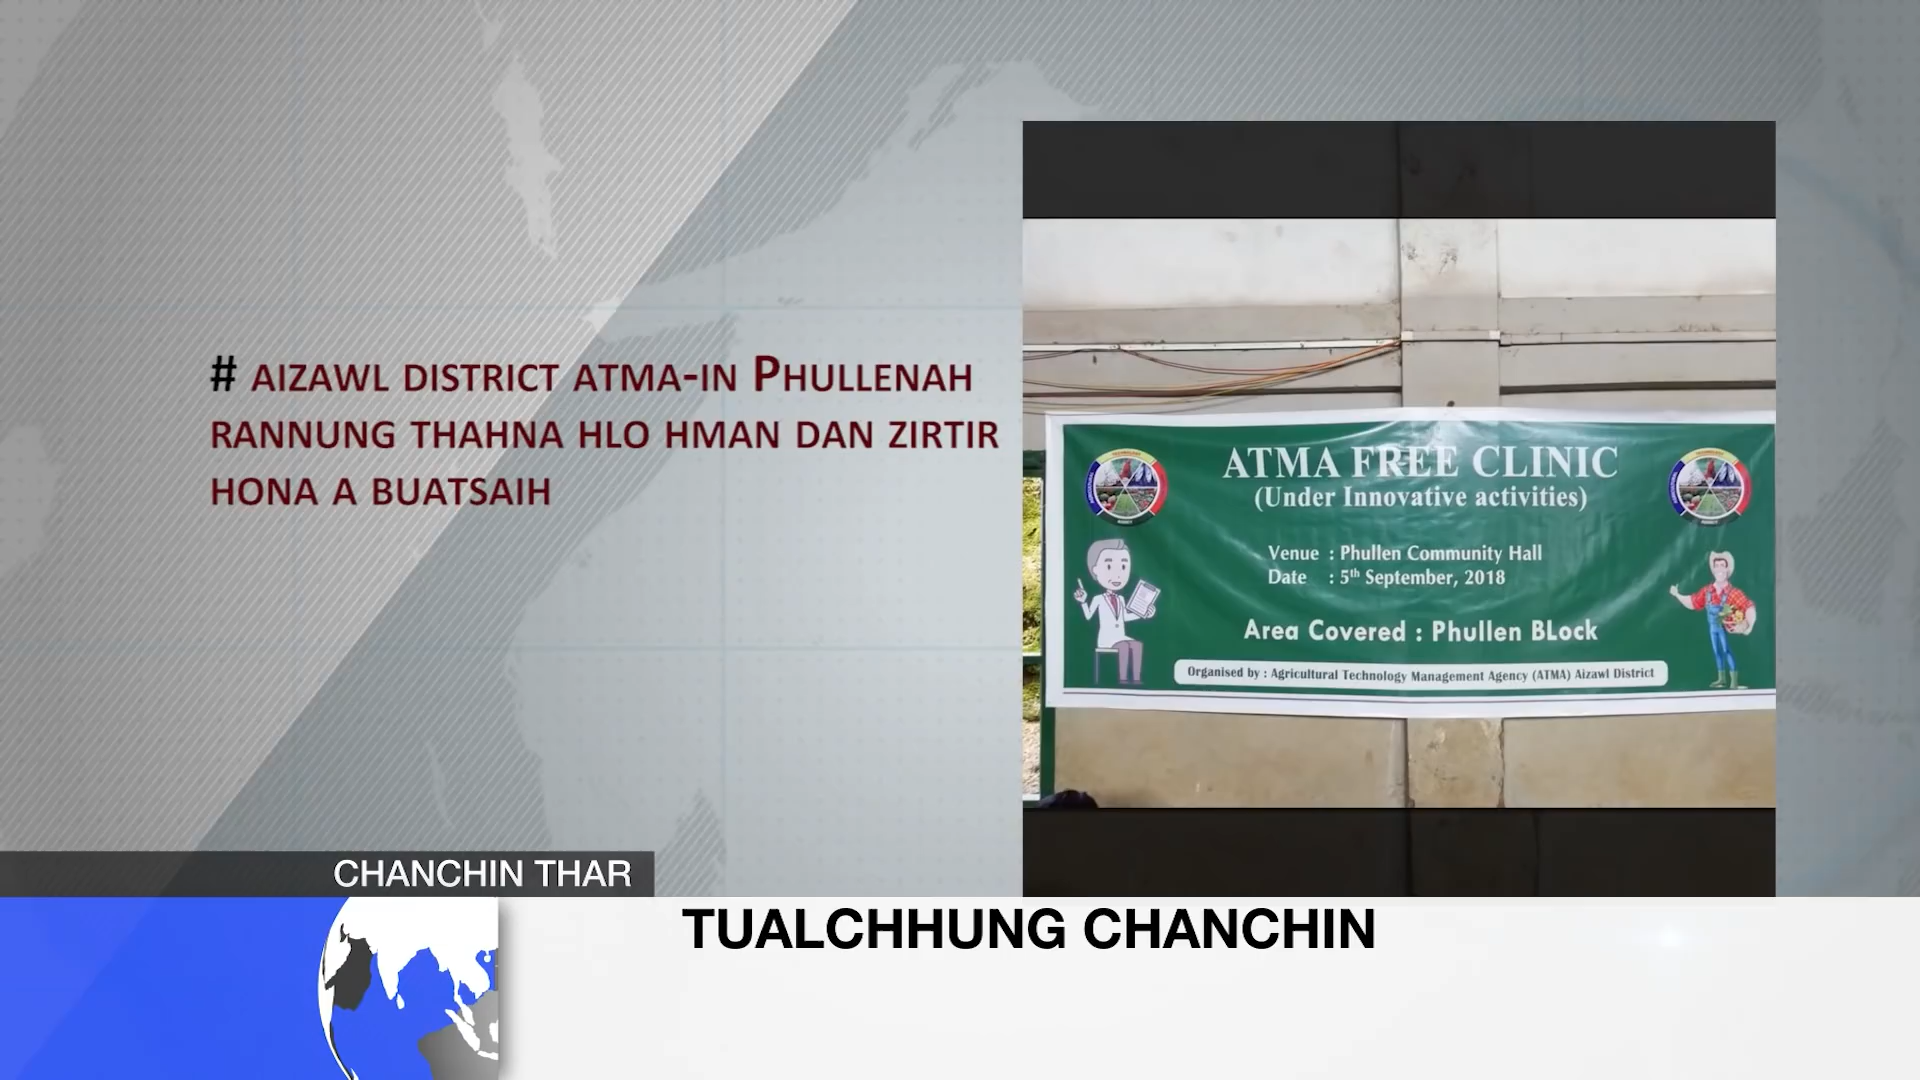 # AIZAWL DISTRICT ATMA-IN PHULLENAH
RANNUNG THAHNA HLO HMAN DAN ZIRTIR
HONA A BUATSAIH
ATMA FREE CLINIC
(Under Innovative activities)
Venue : Phullen Community Hall
Date : 5th September, 2018
Area Covered : Phullen BLock
Organised by : Agricultural Technology Management Agency (ATMA) Aizawl District
CHANCHIN THAR
TUALCHHUNG CHANCHIN